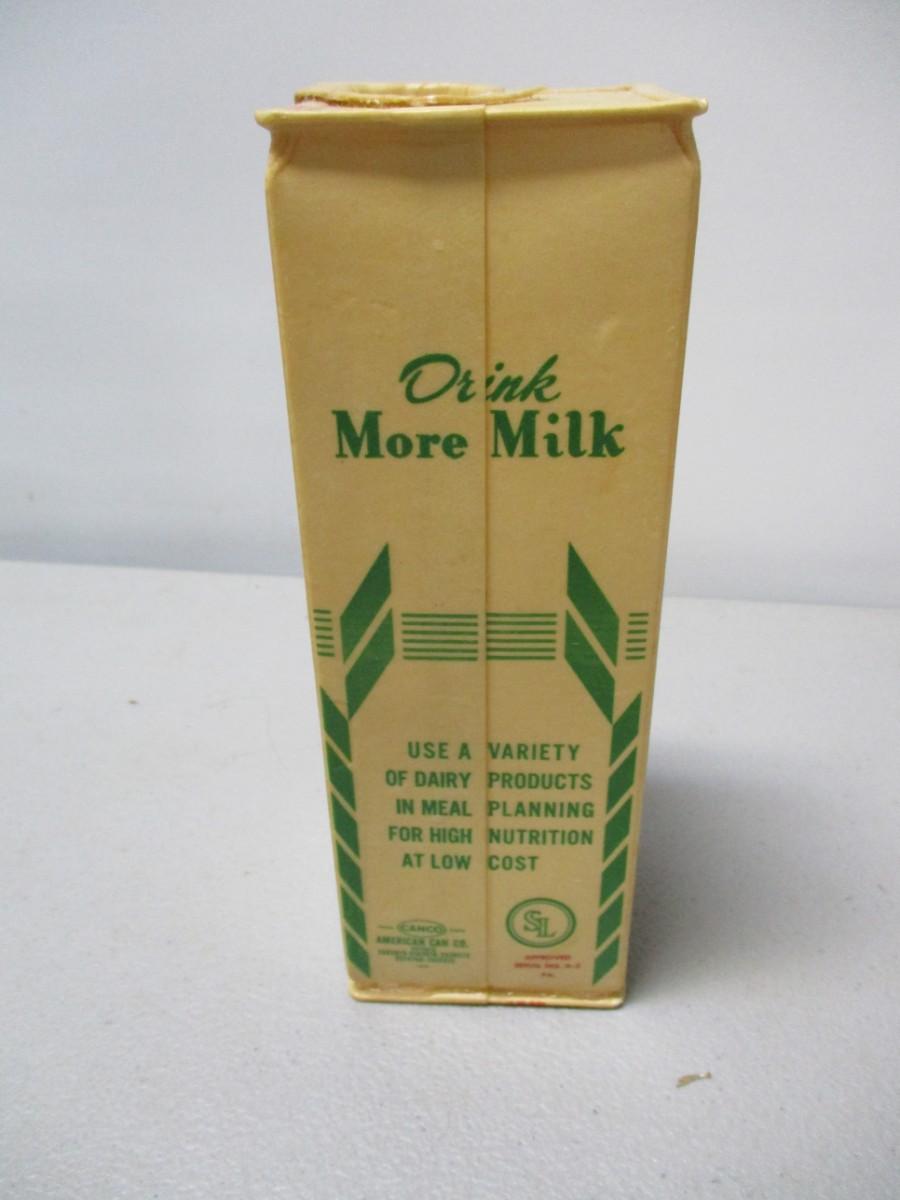 Drink
More Milk
USE A VARIETY
OF DAIRY PRODUCTS
IN MEAL PLANNING
FOR HIGH NUTRITION
AT LOW COST
CANCO
AMERICAN CAN CO.
SL
APPROVED
PA.